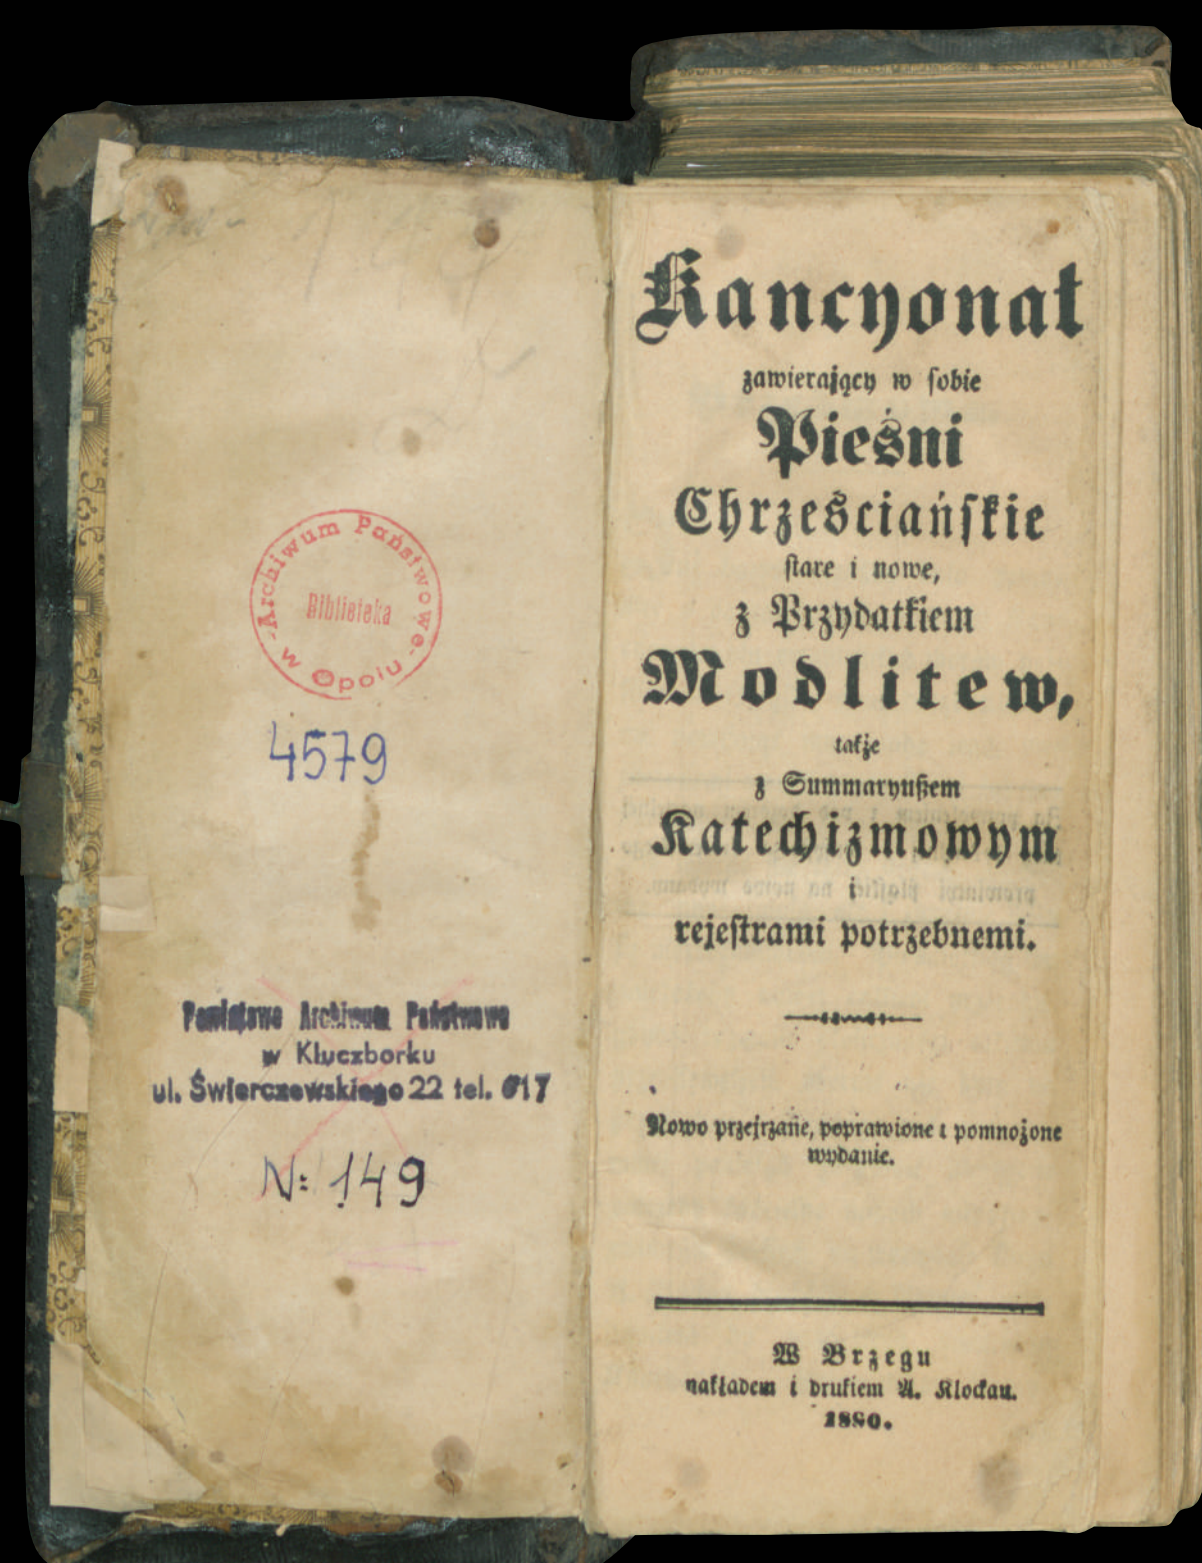 Archiwum Państwowe
Biblioteka
w Opolu
4579
Powiatowe Archiwum Państwowe
w Kluczborku
ul. Świerczewskiego 22 tel. 617
N: 149
Kancyonał
zawierający w sobie
Pieśni
Chrześciańskie
stare i nowe,
z Przydatkiem
Modlitew,
także
z Summaryuszem
Katechizmowym
i
rejestrami potrzebnemi.
Nowo przejrzane, poprawione i pomnożone
wydanie.
W Brzegu
nakładem i drukiem A. Klockau.
1880.